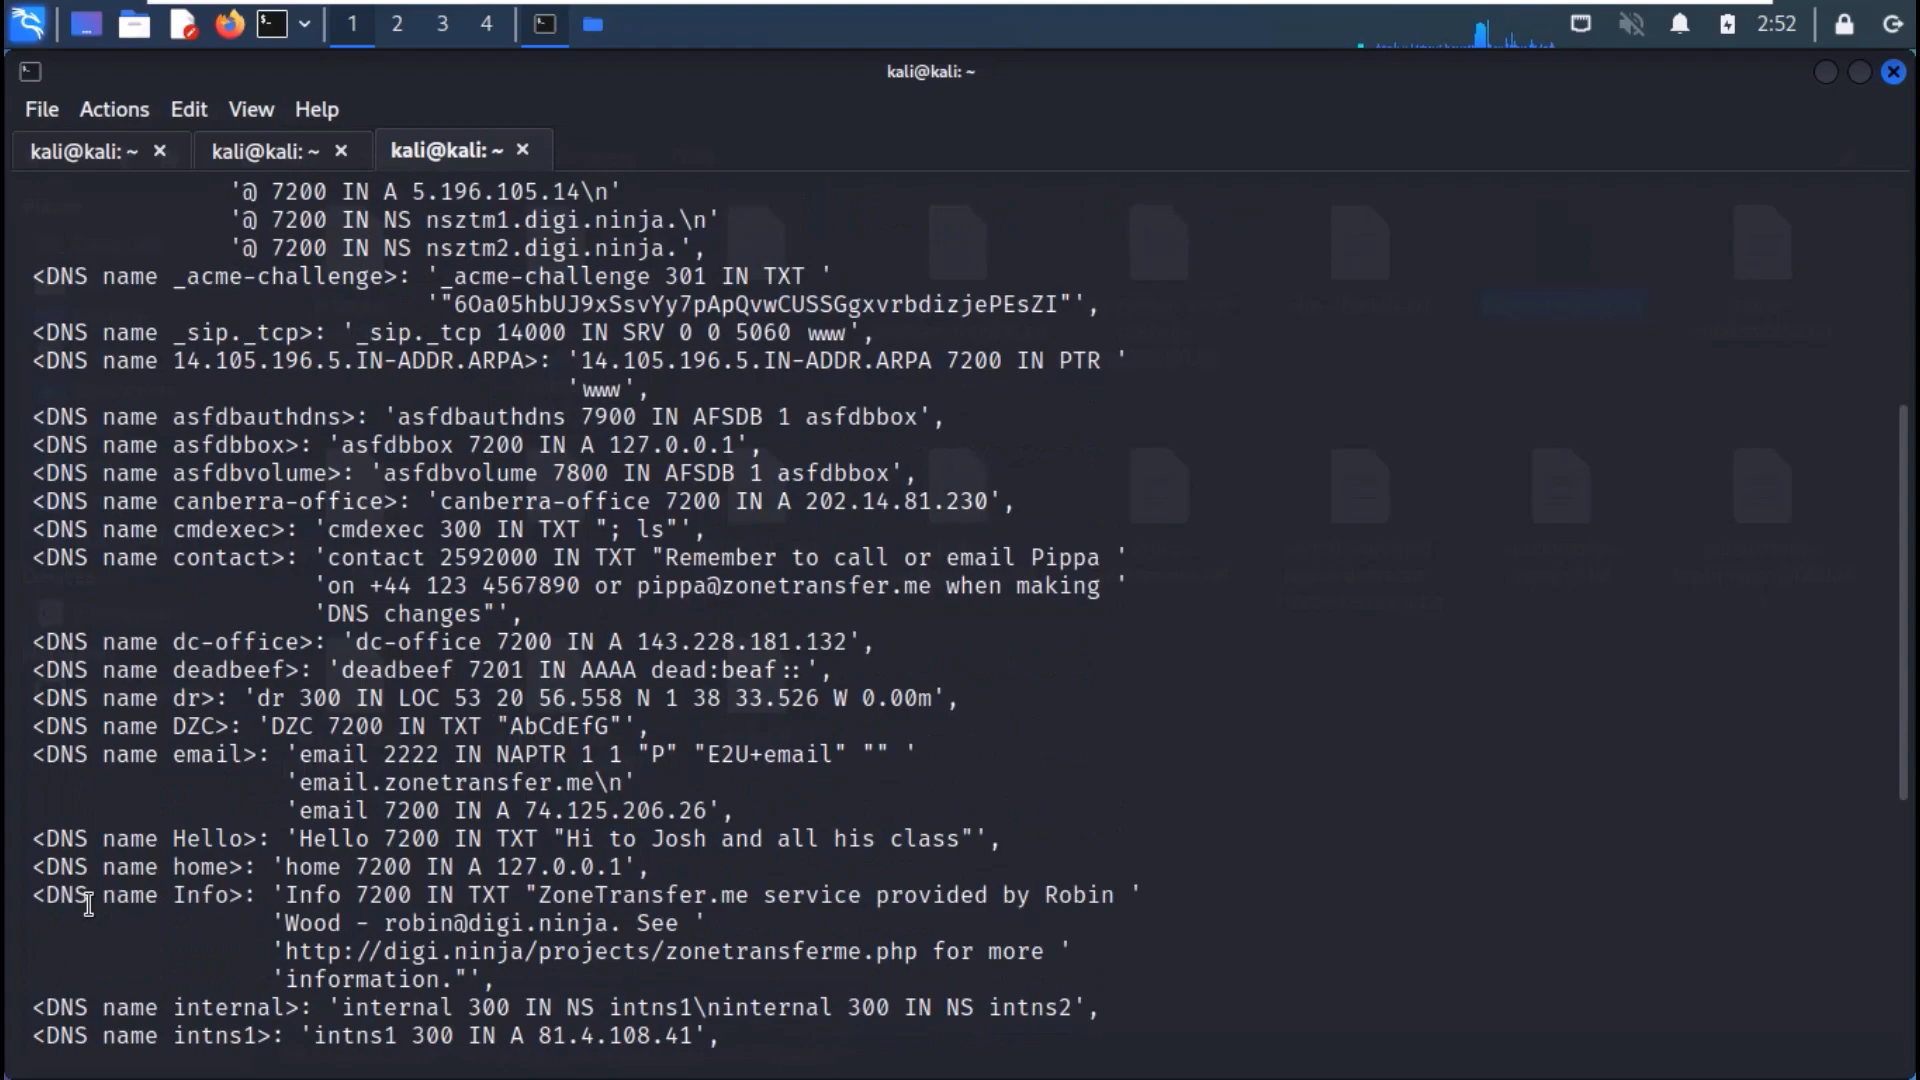 1 2 3 4 2:52
kali@kali: ~
File Actions Edit View Help
kali@kali: ~ × kali@kali: ~ × kali@kali: ~ ×
'@ 7200 IN A 5.196.105.14\n'
'@ 7200 IN NS nsztm1.digi.ninja.\n'
'@ 7200 IN NS nsztm2.digi.ninja.',
<DNS name _acme-challenge>: '_acme-challenge 301 IN TXT '
'"6Oa05hbUJ9xSsvYy7pApQvwCUSSGgxvrbdizjePEsZI"',
<DNS name _sip._tcp>: '_sip._tcp 14000 IN SRV 0 0 5060 www',
<DNS name 14.105.196.5.IN-ADDR.ARPA>: '14.105.196.5.IN-ADDR.ARPA 7200 IN PTR '
'www',
<DNS name asfdbauthdns>: 'asfdbauthdns 7900 IN AFSDB 1 asfdbbox',
<DNS name asfdbbox>: 'asfdbbox 7200 IN A 127.0.0.1',
<DNS name asfdbvolume>: 'asfdbvolume 7800 IN AFSDB 1 asfdbbox',
<DNS name canberra-office>: 'canberra-office 7200 IN A 202.14.81.230',
<DNS name cmdexec>: 'cmdexec 300 IN TXT "; ls"',
<DNS name contact>: 'contact 2592000 IN TXT "Remember to call or email Pippa '
'on +44 123 4567890 or pippa@zonetransfer.me when making '
'DNS changes"',
<DNS name dc-office>: 'dc-office 7200 IN A 143.228.181.132',
<DNS name deadbeef>: 'deadbeef 7201 IN AAAA dead:beaf::',
<DNS name dr>: 'dr 300 IN LOC 53 20 56.558 N 1 38 33.526 W 0.00m',
<DNS name DZC>: 'DZC 7200 IN TXT "AbCdEfG"',
<DNS name email>: 'email 2222 IN NAPTR 1 1 "P" "E2U+email" "" '
'email.zonetransfer.me\n'
'email 7200 IN A 74.125.206.26',
<DNS name Hello>: 'Hello 7200 IN TXT "Hi to Josh and all his class"',
<DNS name home>: 'home 7200 IN A 127.0.0.1',
<DNS name Info>: 'Info 7200 IN TXT "ZoneTransfer.me service provided by Robin '
'Wood - robin@digi.ninja. See '
'http://digi.ninja/projects/zonetransferme.php for more '
'information."',
<DNS name internal>: 'internal 300 IN NS intns1\ninternal 300 IN NS intns2',
<DNS name intns1>: 'intns1 300 IN A 81.4.108.41',